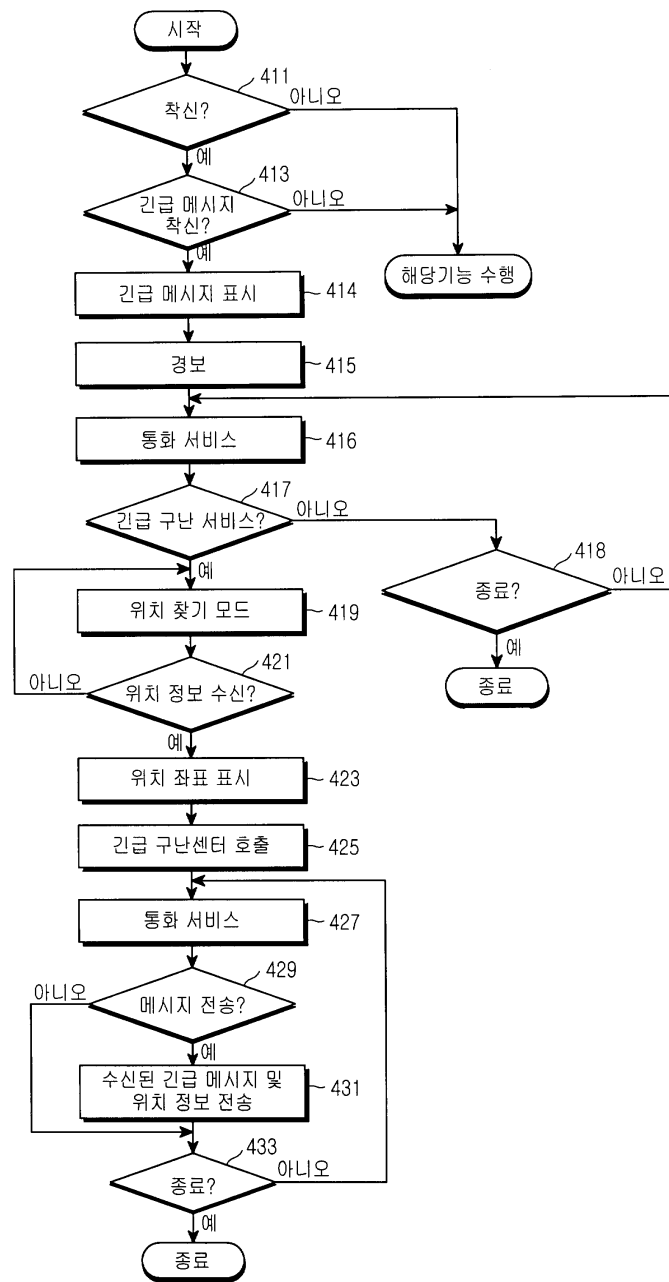 시작
411
착신?
아니오
예
413
긴급 메시지
착신?
아니오
예
해당기능 수행
긴급 메시지 표시
414
경보
415
통화 서비스
416
417
긴급 구난 서비스?
아니오
예
418
종료?
아니오
예
종료
위치 찾기 모드
419
421
위치 정보 수신?
아니오
예
위치 좌표 표시
423
긴급 구난센터 호출
425
통화 서비스
427
429
메시지 전송?
아니오
예
수신된 긴급 메시지 및
위치 정보 전송
431
433
종료?
아니오
예
종료